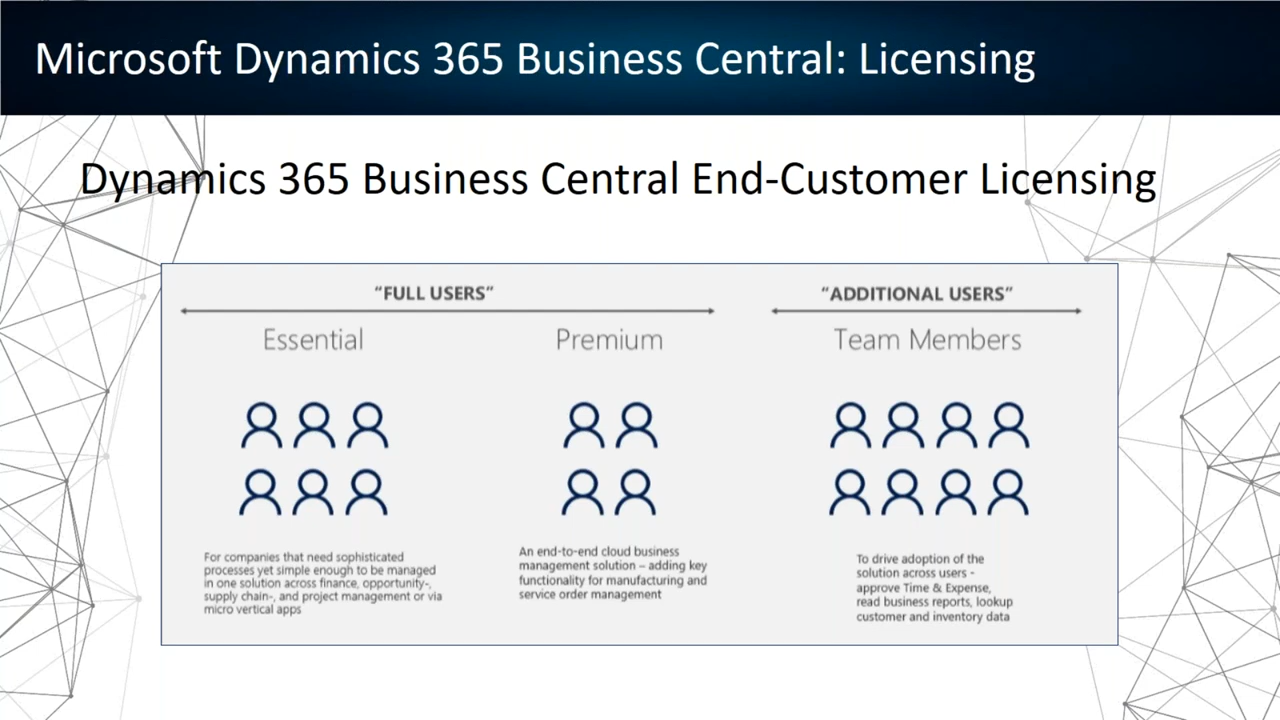 Microsoft Dynamics 365 Business Central: Licensing
Dynamics 365 Business Central End-Customer Licensing
“FULL USERS”
Essential
Premium
For companies that need sophisticated
processes yet simple enough to be managed
in one solution across finance, opportunity-,
supply chain-, and project management or via
micro vertical apps
An end-to-end cloud business
management solution – adding key
functionality for manufacturing and
service order management
“ADDITIONAL USERS”
Team Members
To drive adoption of the
solution across users -
approve Time & Expense,
read business reports, lookup
customer and inventory data